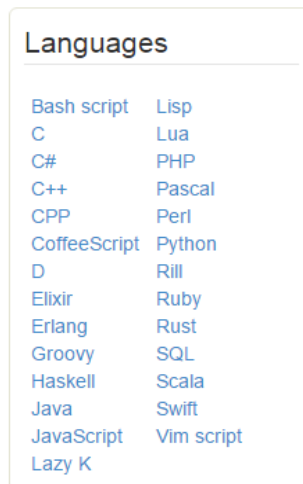 Languages
Bash script
C
C#
C++
CPP
CoffeeScript
D
Elixir
Erlang
Groovy
Haskell
Java
JavaScript
Lazy K
Lisp
Lua
PHP
Pascal
Perl
Python
Rill
Ruby
Rust
SQL
Scala
Swift
Vim script